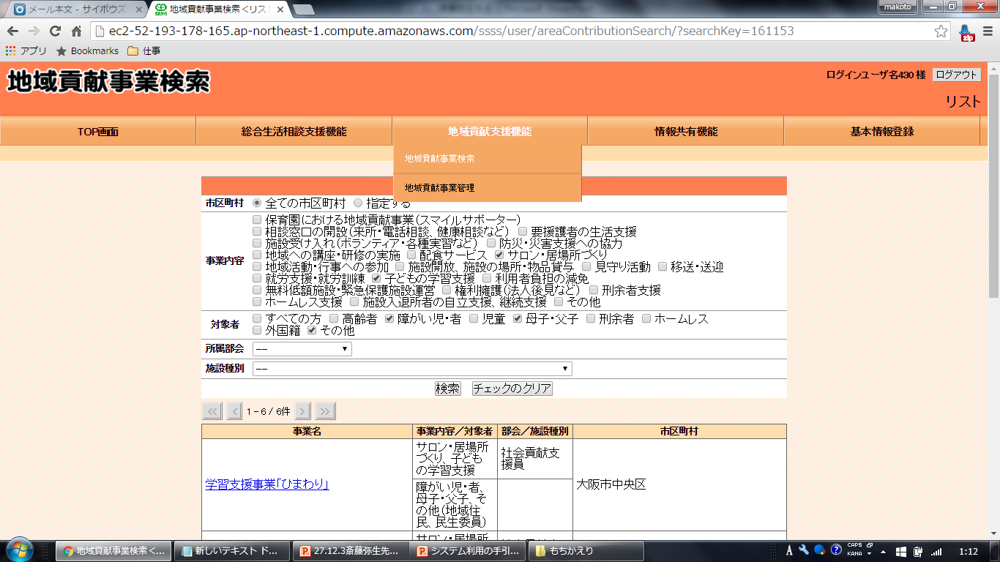 メール本文 - サイボウズ
地域貢献事業検索 <リス
makoto
ec2-52-193-178-165.ap-northeast-1.compute.amazonaws.com/ssss/user/areaContributionSearch/?searchKey=161153
zip
アプリ Bookmarks 仕事
地域貢献事業検索
ログインユーザ名430 様 ログアウト
リスト
TOP画面 総合生活相談支援機能 地域貢献支援機能 情報共有機能 基本情報登録
地域貢献事業検索
地域貢献事業管理
市区町村 全ての市区町村 指定する
事業内容
保育園における地域貢献事業(スマイルサポーター)
相談窓口の開設(来所・電話相談、健康相談など) 要援護者の生活支援
施設受け入れ(ボランティア・各種実習など) 防災・災害支援への協力
地域への講座・研修の実施 配食サービス サロン・居場所づくり
地域活動・行事への参加 施設開放、施設の場所・物品貸与 見守り活動 移送・送迎
就労支援・就労訓練 子どもの学習支援 利用者負担の減免
無料低額施設・緊急保護施設運営 権利擁護(法人後見など) 刑余者支援
ホームレス支援 施設入退所者の自立支援、継続支援 その他
対象者
すべての方 高齢者 障がい児・者 児童 母子・父子 刑余者 ホームレス
外国籍 その他
所属部会 --
施設種別 --
検索 チェックのクリア
<< < 1 - 6 / 6件 > >>
事業名 事業内容/対象者 部会/施設種別 市区町村
学習支援事業「ひまわり」
サロン・居場所
づくり、子ども
の学習支援
社会貢献支
援員
障がい児・者、
母子・父子、そ
の他(地域住
民、民生委員)
大阪市中央区
サロン・居場所
地域貢献事業検索 <...
新しいテキスト ド...
27.12.3斎藤弥生先...
システム利用の手引...
もちかえり
A
CAPS
KANA
1:12